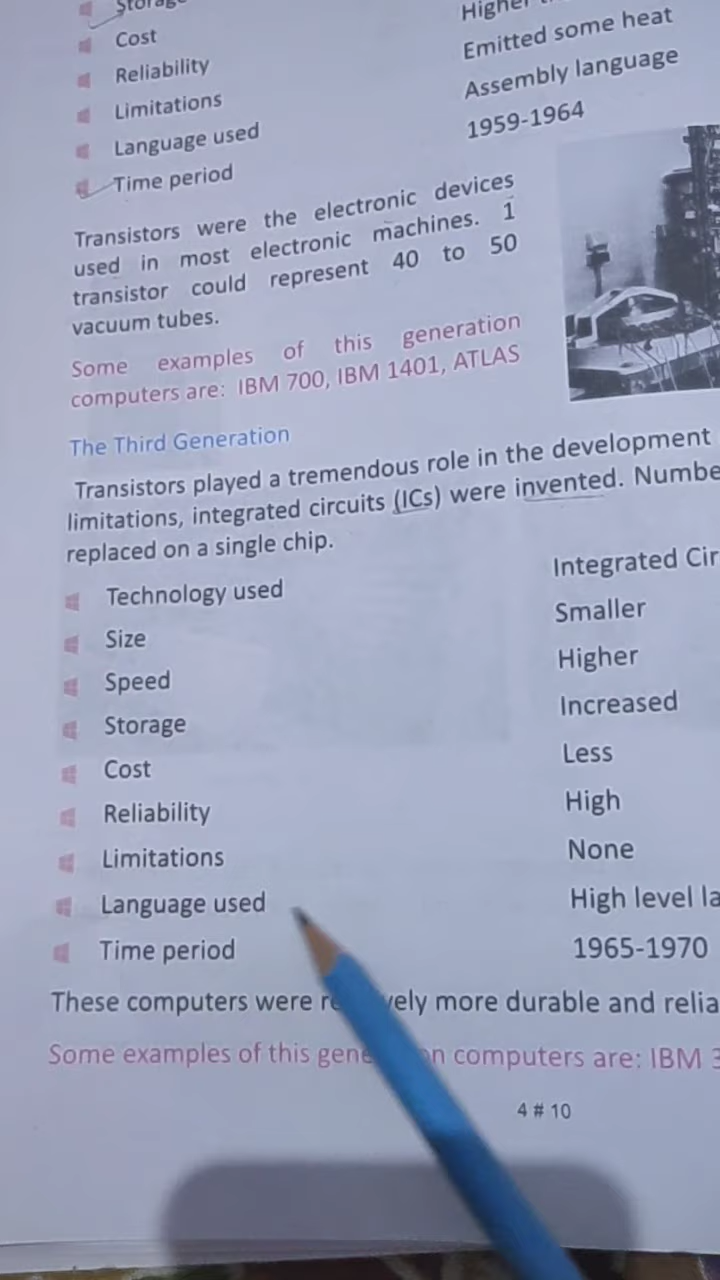 Storage
Cost
Reliability
Limitations
Language used
Time period
Higher
Emitted some heat
Assembly language
1959-1964
Transistors were the electronic devices
used in most electronic machines. 1
transistor could represent 40 to 50
vacuum tubes.
Some examples of this generation
computers are: IBM 700, IBM 1401, ATLAS
The Third Generation
Transistors played a tremendous role in the development
limitations, integrated circuits (ICs) were invented. Numbe
replaced on a single chip.
Technology used Integrated Cir
Size Smaller
Speed Higher
Storage Increased
Cost Less
Reliability High
Limitations None
Language used High level la
Time period 1965-1970
These computers were more durable and relia
Some examples of this computers are: IBM 3
4 # 10